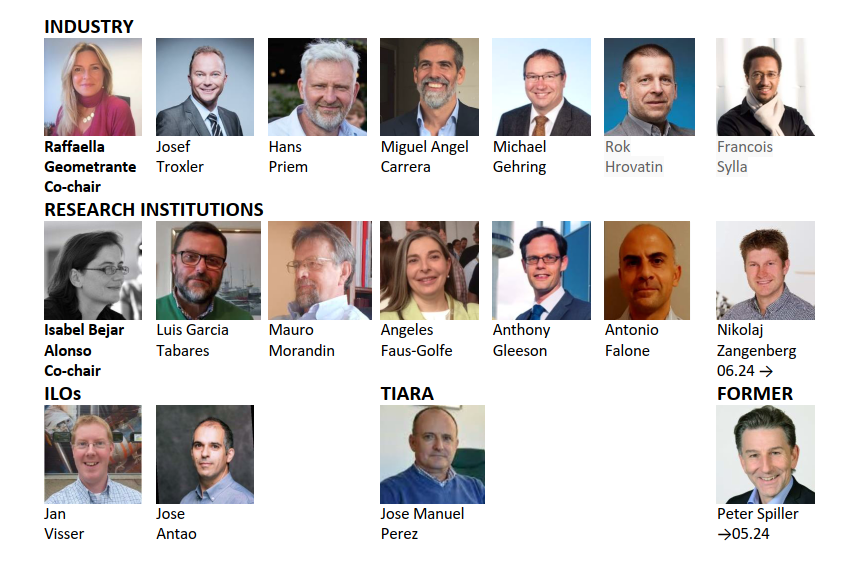 INDUSTRY
Raffaella
Geometrante
Co-chair
Josef
Troxler
Hans
Priem
Miguel Angel
Carrera
Michael
Gehring
Rok
Hrovatin
Francois
Sylla
RESEARCH INSTITUTIONS
Isabel Bejar
Alonso
Co-chair
Luis Garcia
Tabares
Mauro
Morandin
Angeles
Faus-Golfe
Anthony
Gleeson
Antonio
Falone
Nikolaj
Zangenberg
06.24 →
ILOs
Jan
Visser
Jose
Antao
TIARA
Jose Manuel
Perez
FORMER
Peter Spiller
→05.24